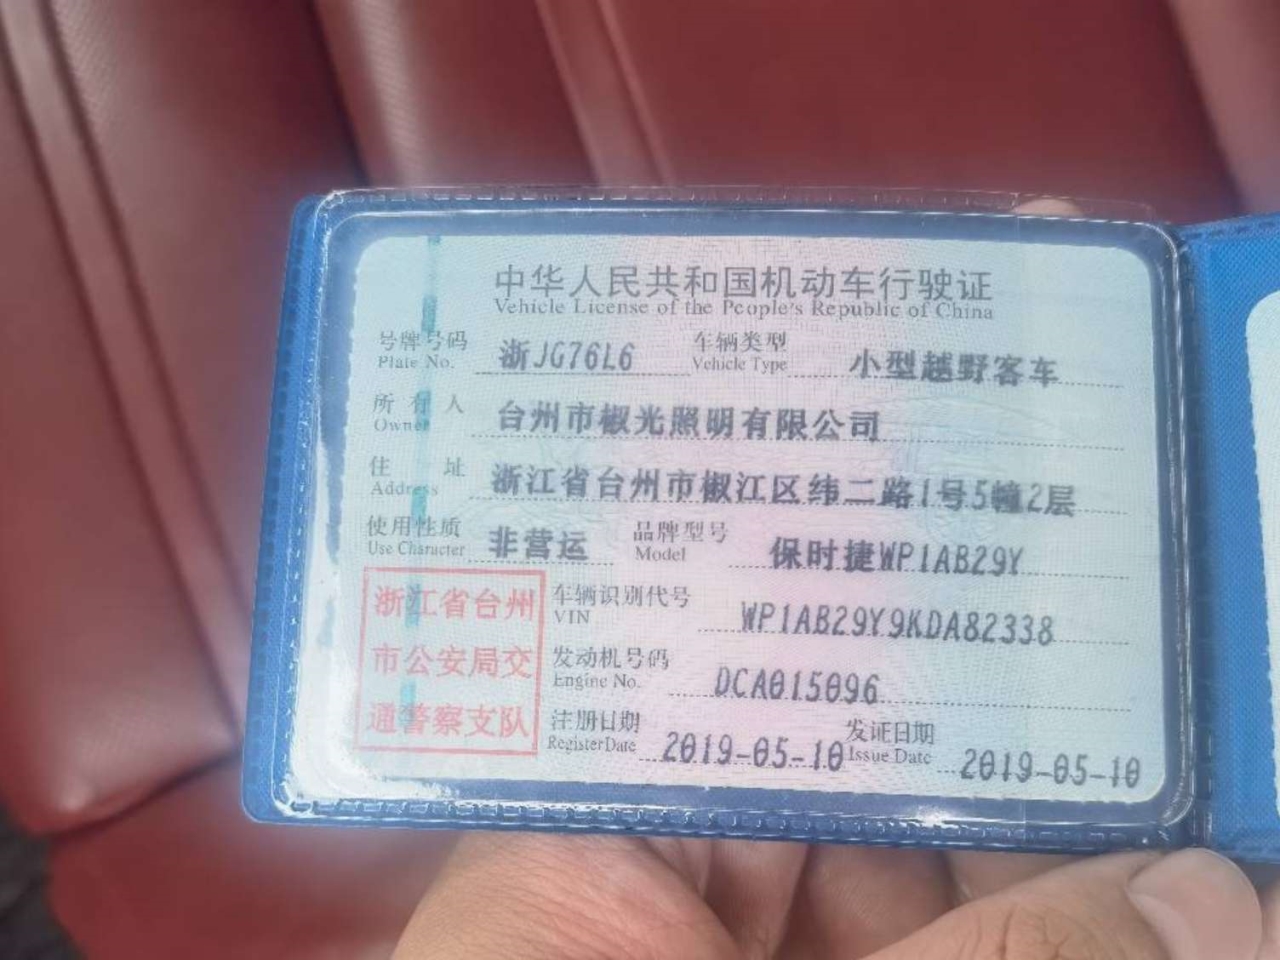 中华人民共和国机动车行驶证
Vehicle License of the People's Republic of China
号牌号码 浙JG76L6 车辆类型 小型越野客车
Plate No. Vehicle Type
所有人 台州市椒光照明有限公司
Owner
住址 浙江省台州市椒江区纬二路1号5幢2层
Address
使用性质 非营运 品牌型号 保时捷WP1AB29Y
Use Character Model
浙江省台州
市公安局交
通警察支队
车辆识别代号 WP1AB29Y9KDA82338
VIN
发动机号码 DCA015096
Engine No.
注册日期 2019-05-10 发证日期 2019-05-10
Register Date Issue Date